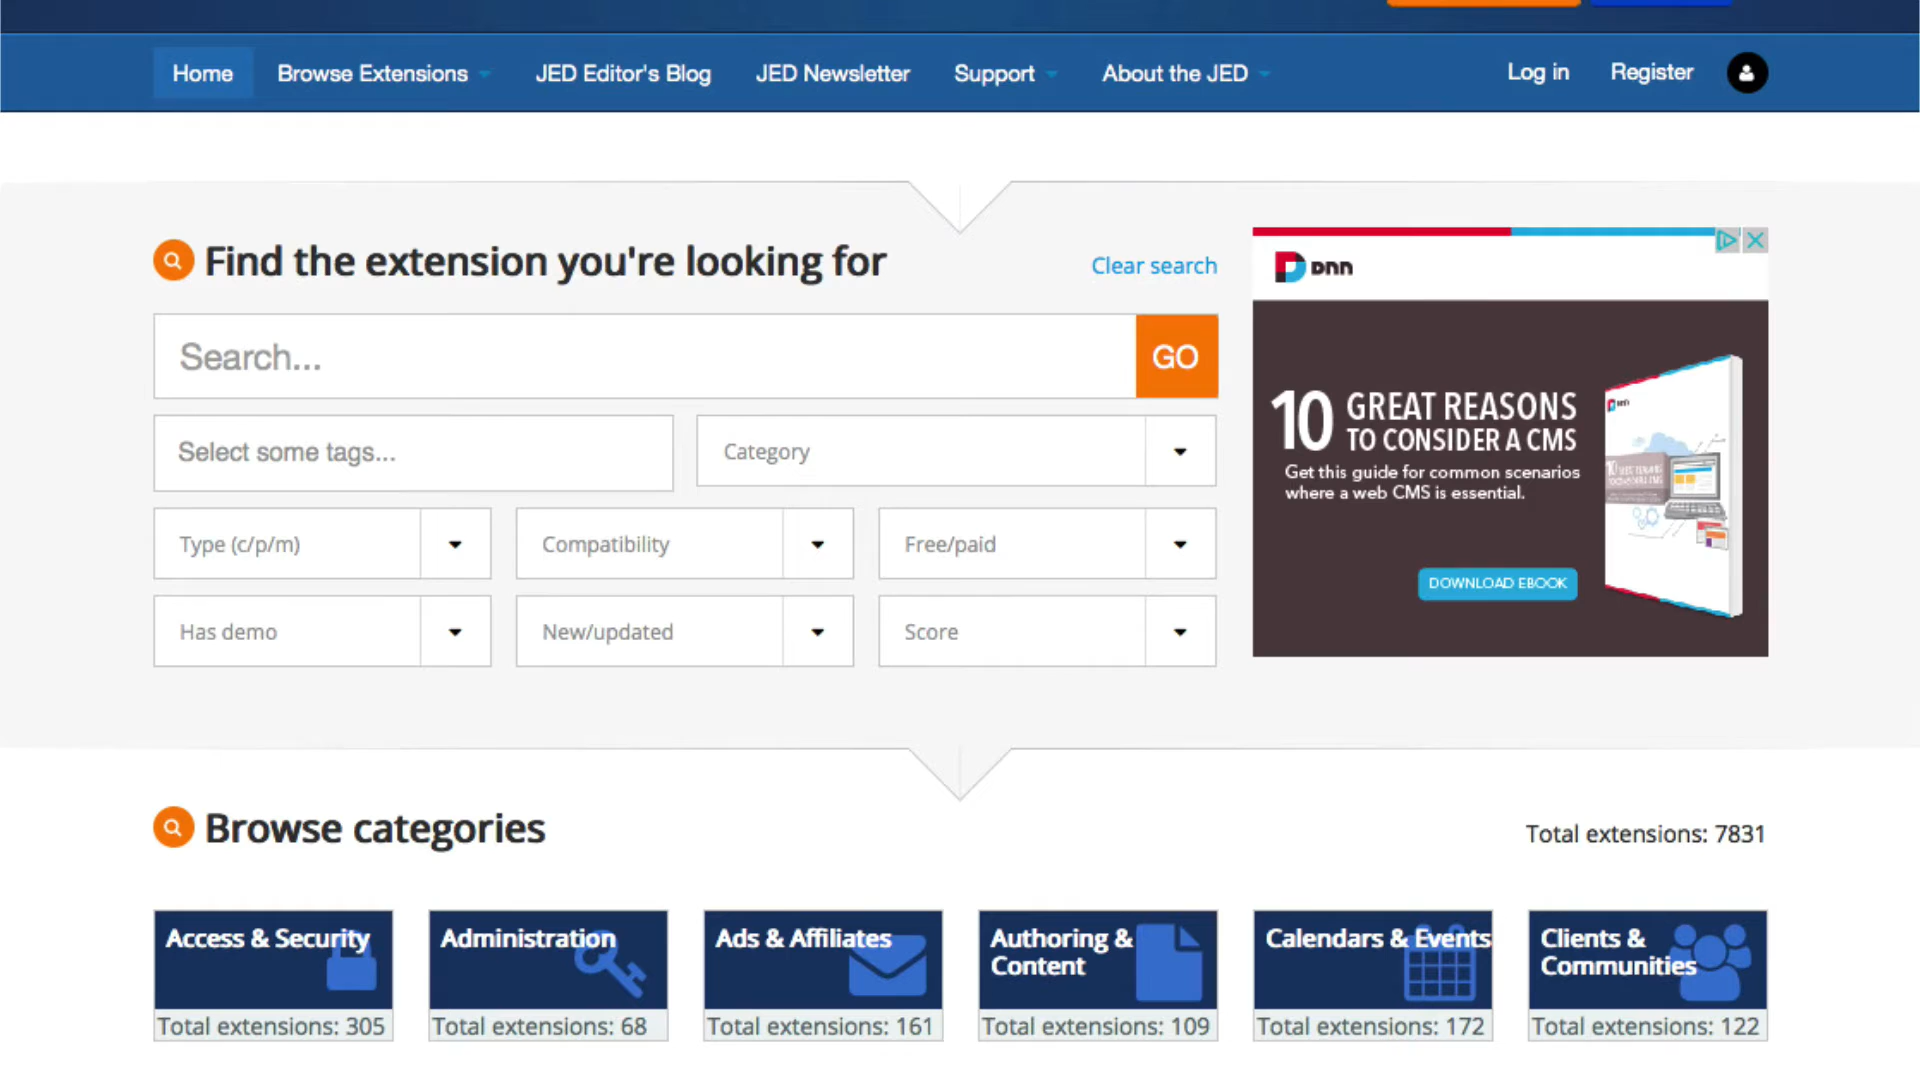 Home Browse Extensions JED Editor's Blog JED Newsletter Support About the JED Log in Register
Find the extension you're looking for
Clear search
Search...
GO
Select some tags...
Category
Type (c/p/m)
Compatibility
Free/paid
Has demo
New/updated
Score
DNN
10 GREAT REASONS
TO CONSIDER A CMS
Get this guide for common scenarios
where a web CMS is essential.
DOWNLOAD EBOOK
Browse categories
Total extensions: 7831
Access & Security
Total extensions: 305
Administration
Total extensions: 68
Ads & Affiliates
Total extensions: 161
Authoring &
Content
Total extensions: 109
Calendars & Events
Total extensions: 172
Clients &
Communities
Total extensions: 122